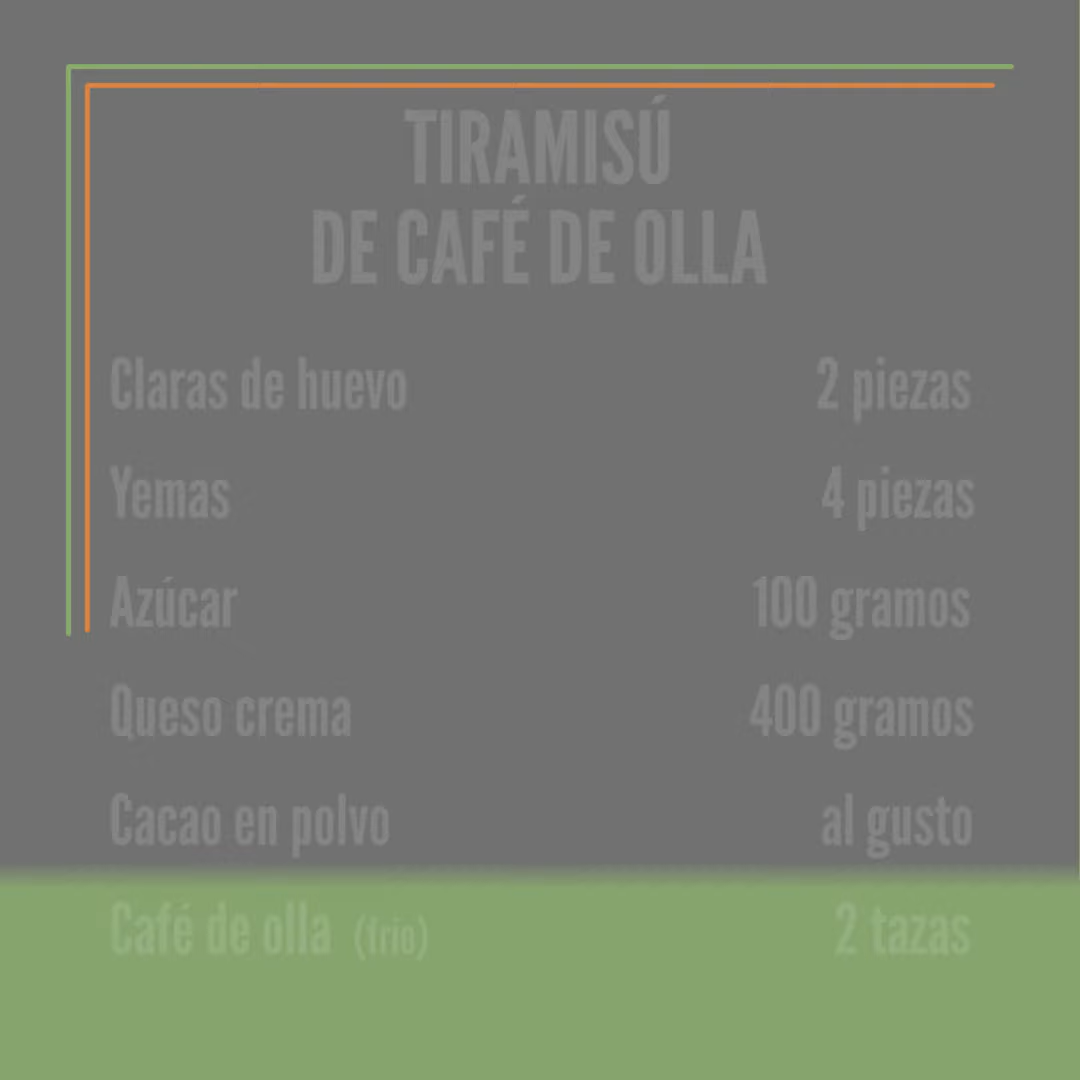 TIRAMISÚ
DE CAFÉ DE OLLA
Claras de huevo 2 piezas
Yemas 4 piezas
Azúcar 100 gramos
Queso crema 400 gramos
Cacao en polvo al gusto
Café de olla (frio) 2 tazas